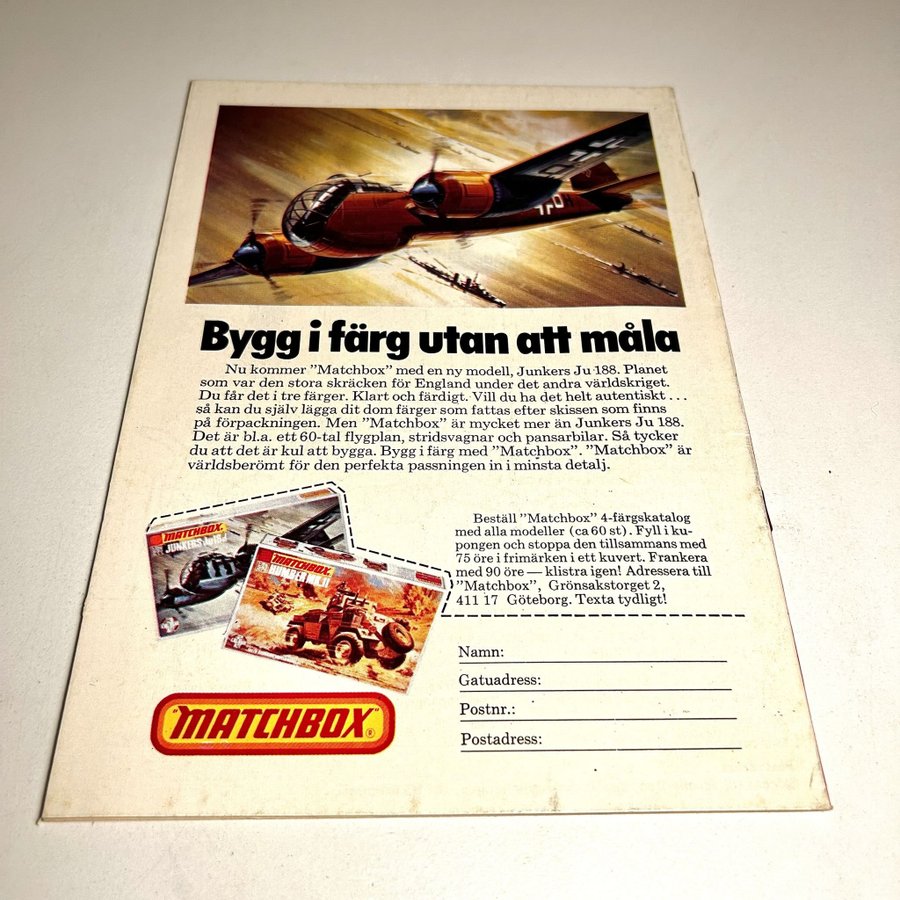 Bygg i färg utan att måla
Nu kommer "Matchbox" med en ny modell, Junkers Ju 188. Planet
som var den stora skräcken för England under det andra världskriget.
Du får det i tre färger. Klart och färdigt. Vill du ha det helt autentiskt ...
så kan du själv lägga dit dom färger som fattas efter skissen som finns
på förpackningen. Men "Matchbox" är mycket mer än Junkers Ju 188.
Det är bl.a. ett 60-tal flygplan, stridsvagnar och pansarbilar. Så tycker
du att det är kul att bygga. Bygg i färg med "Matchbox". "Matchbox" är
världsberömt för den perfekta passningen in i minsta detalj.
MATCHBOX
JUNKERS Ju 188
MATCHBOX
HUMBER MK.II
Beställ "Matchbox" 4-färgskatalog
med alla modeller (ca 60 st). Fyll i ku-
pongen och stoppa den tillsammans med
75 öre i frimärken i ett kuvert. Frankera
med 90 öre — klistra igen! Adressera till
"Matchbox", Grönsakstorget 2,
411 17 Göteborg. Texta tydligt!
Namn:
Gatuadress:
Postnr.:
Postadress:
"MATCHBOX" ®